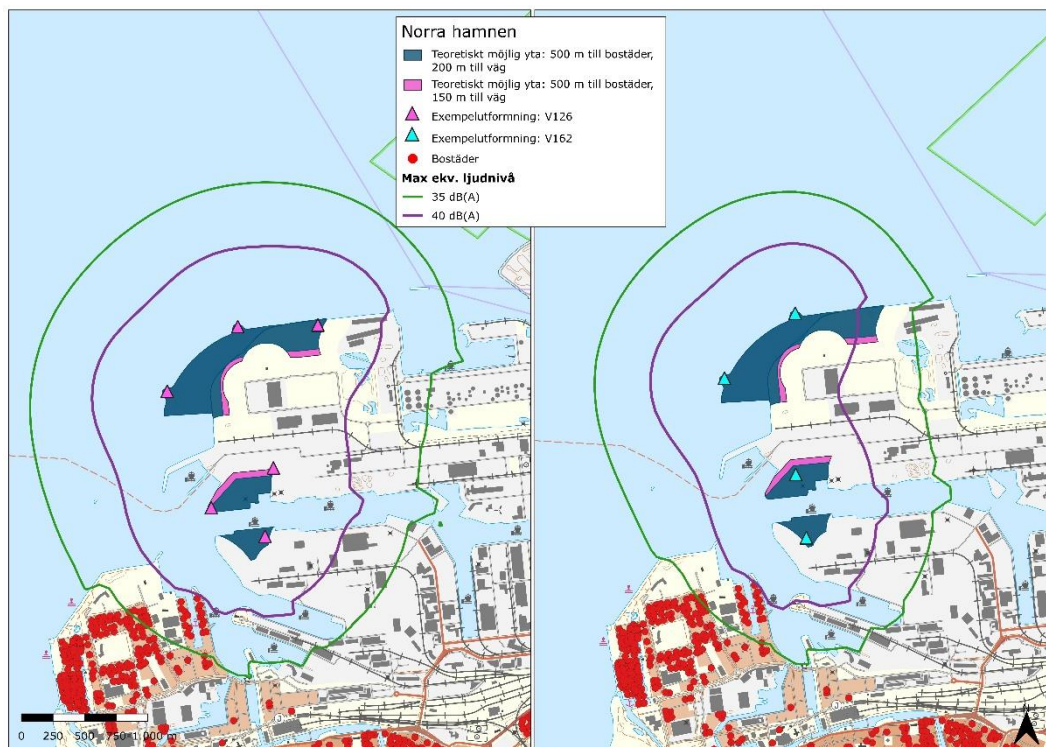 Norra hamnen
Teoretiskt möjlig yta: 500 m till bostäder,
200 m till väg
Teoretiskt möjlig yta: 500 m till bostäder,
150 m till väg
Exempelutformning: V126
Exempelutformning: V162
Bostäder
Max ekv. ljudnivå
35 dB(A)
40 dB(A)
0 250 500 750 1 000 m
N